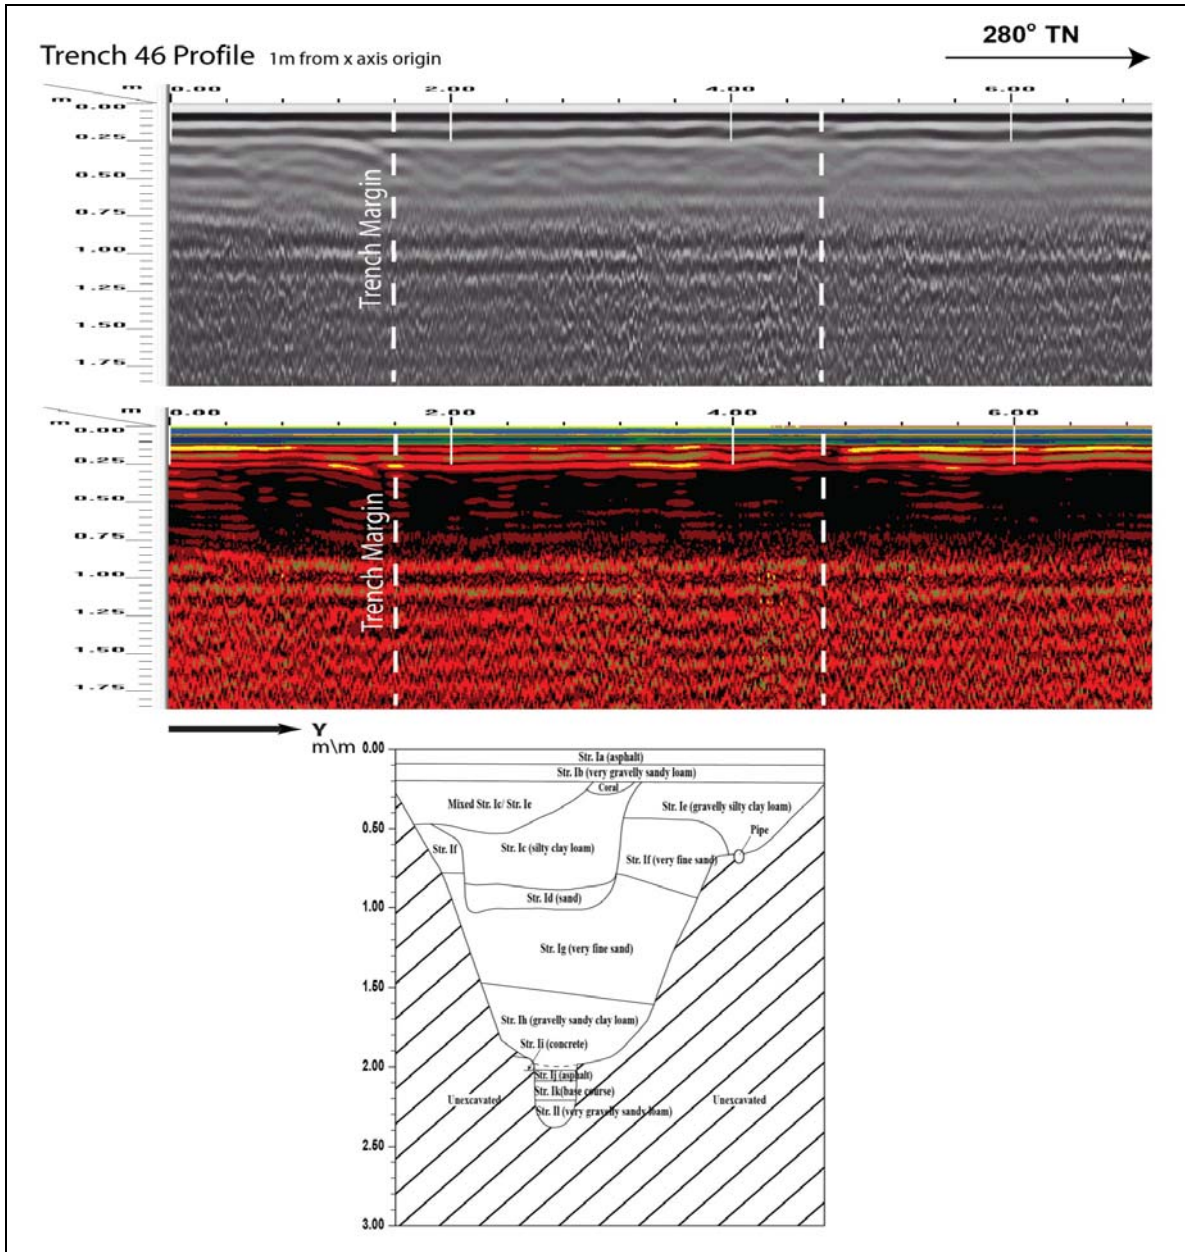 280° TN
Trench 46 Profile 1m from x axis origin
m 0.00 2.00 4.00 6.00
m
0.00
0.25
0.50
0.75
1.00
1.25
1.50
1.75
Trench Margin
m 0.00 2.00 4.00 6.00
m
0.00
0.25
0.50
0.75
1.00
1.25
1.50
1.75
Trench Margin
Y
m\m
0.00
0.50
1.00
1.50
2.00
2.50
3.00
Str. Ia (asphalt)
Str. Ib (very gravelly sandy loam)
Coral
Mixed Str. Ic/ Str. Ie
Str. Ie (gravelly silty clay loam)
Pipe
Str. If
Str. Ic (silty clay loam)
Str. If (very fine sand)
Str. Id (sand)
Str. Ig (very fine sand)
Str. Ih (gravelly sandy clay loam)
Str. Ii (concrete)
Str. Ij (asphalt)
Str. Ik(base course)
Unexcavated
Str. Il (very gravelly sandy loam)
Unexcavated